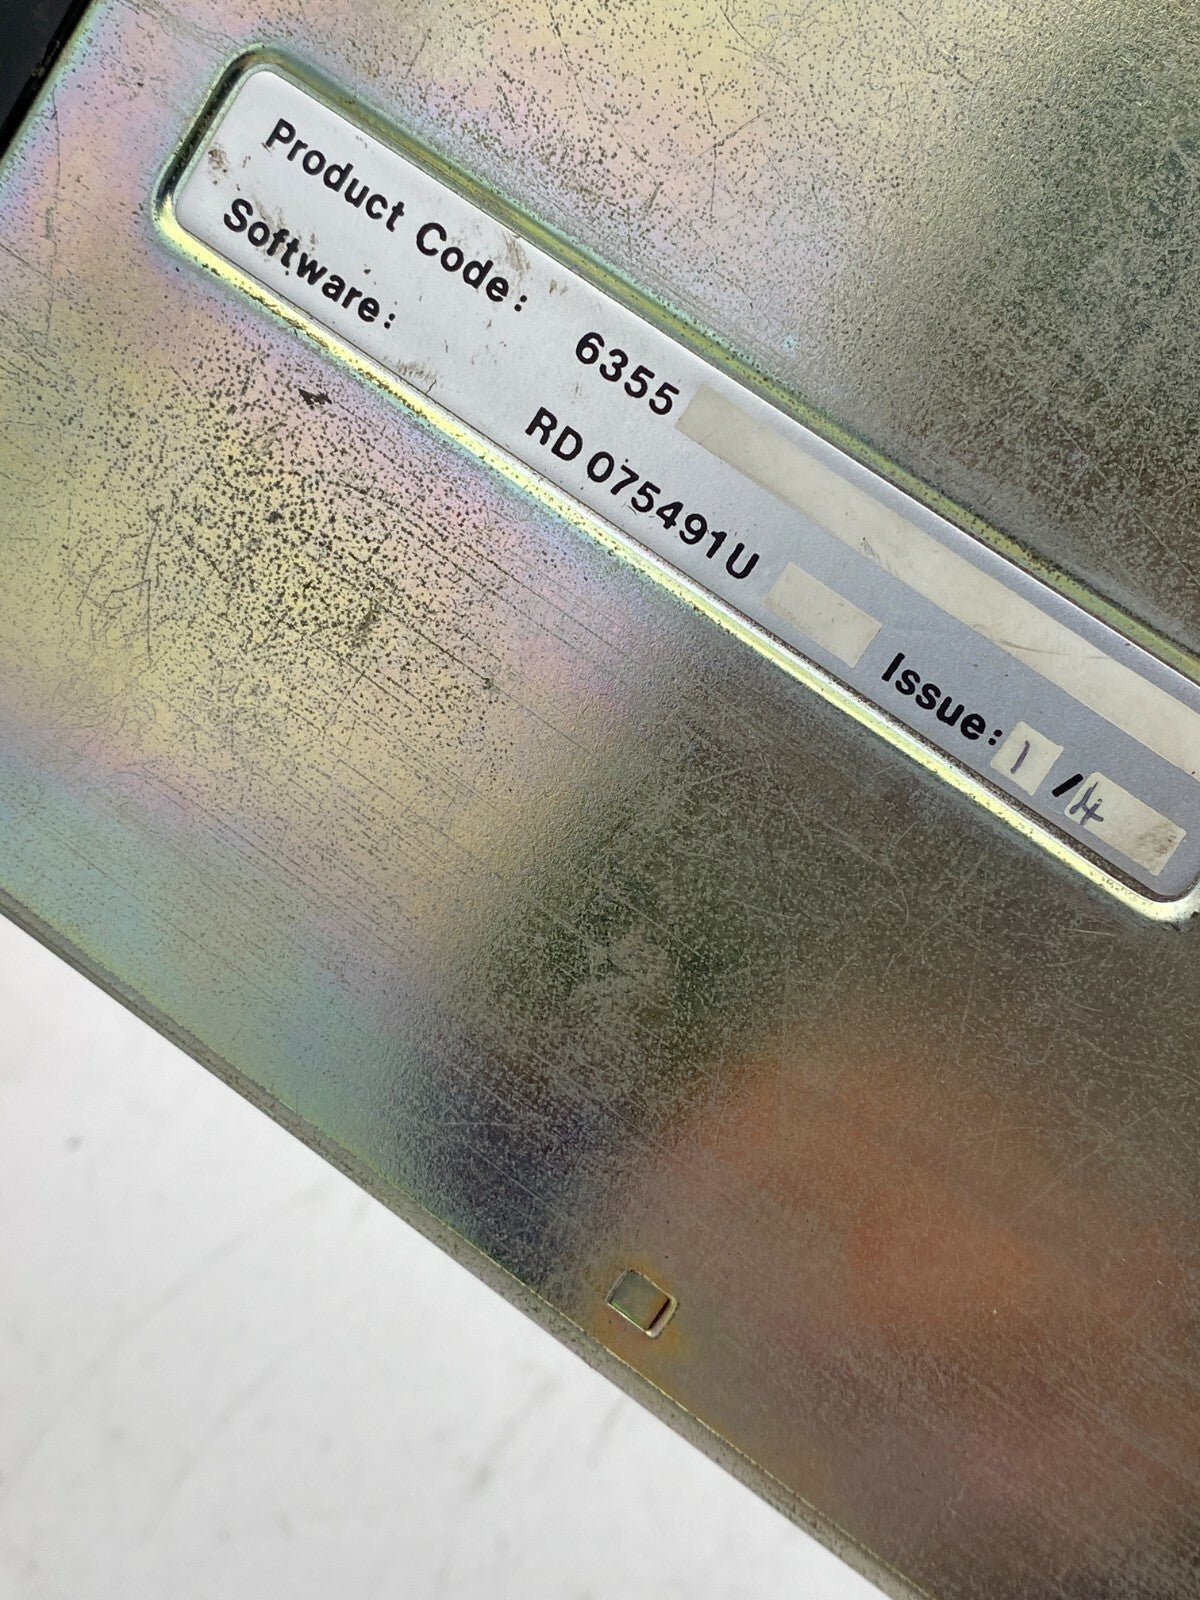 Product Code: 6355
Software: RD 075491U Issue: 1 / 4